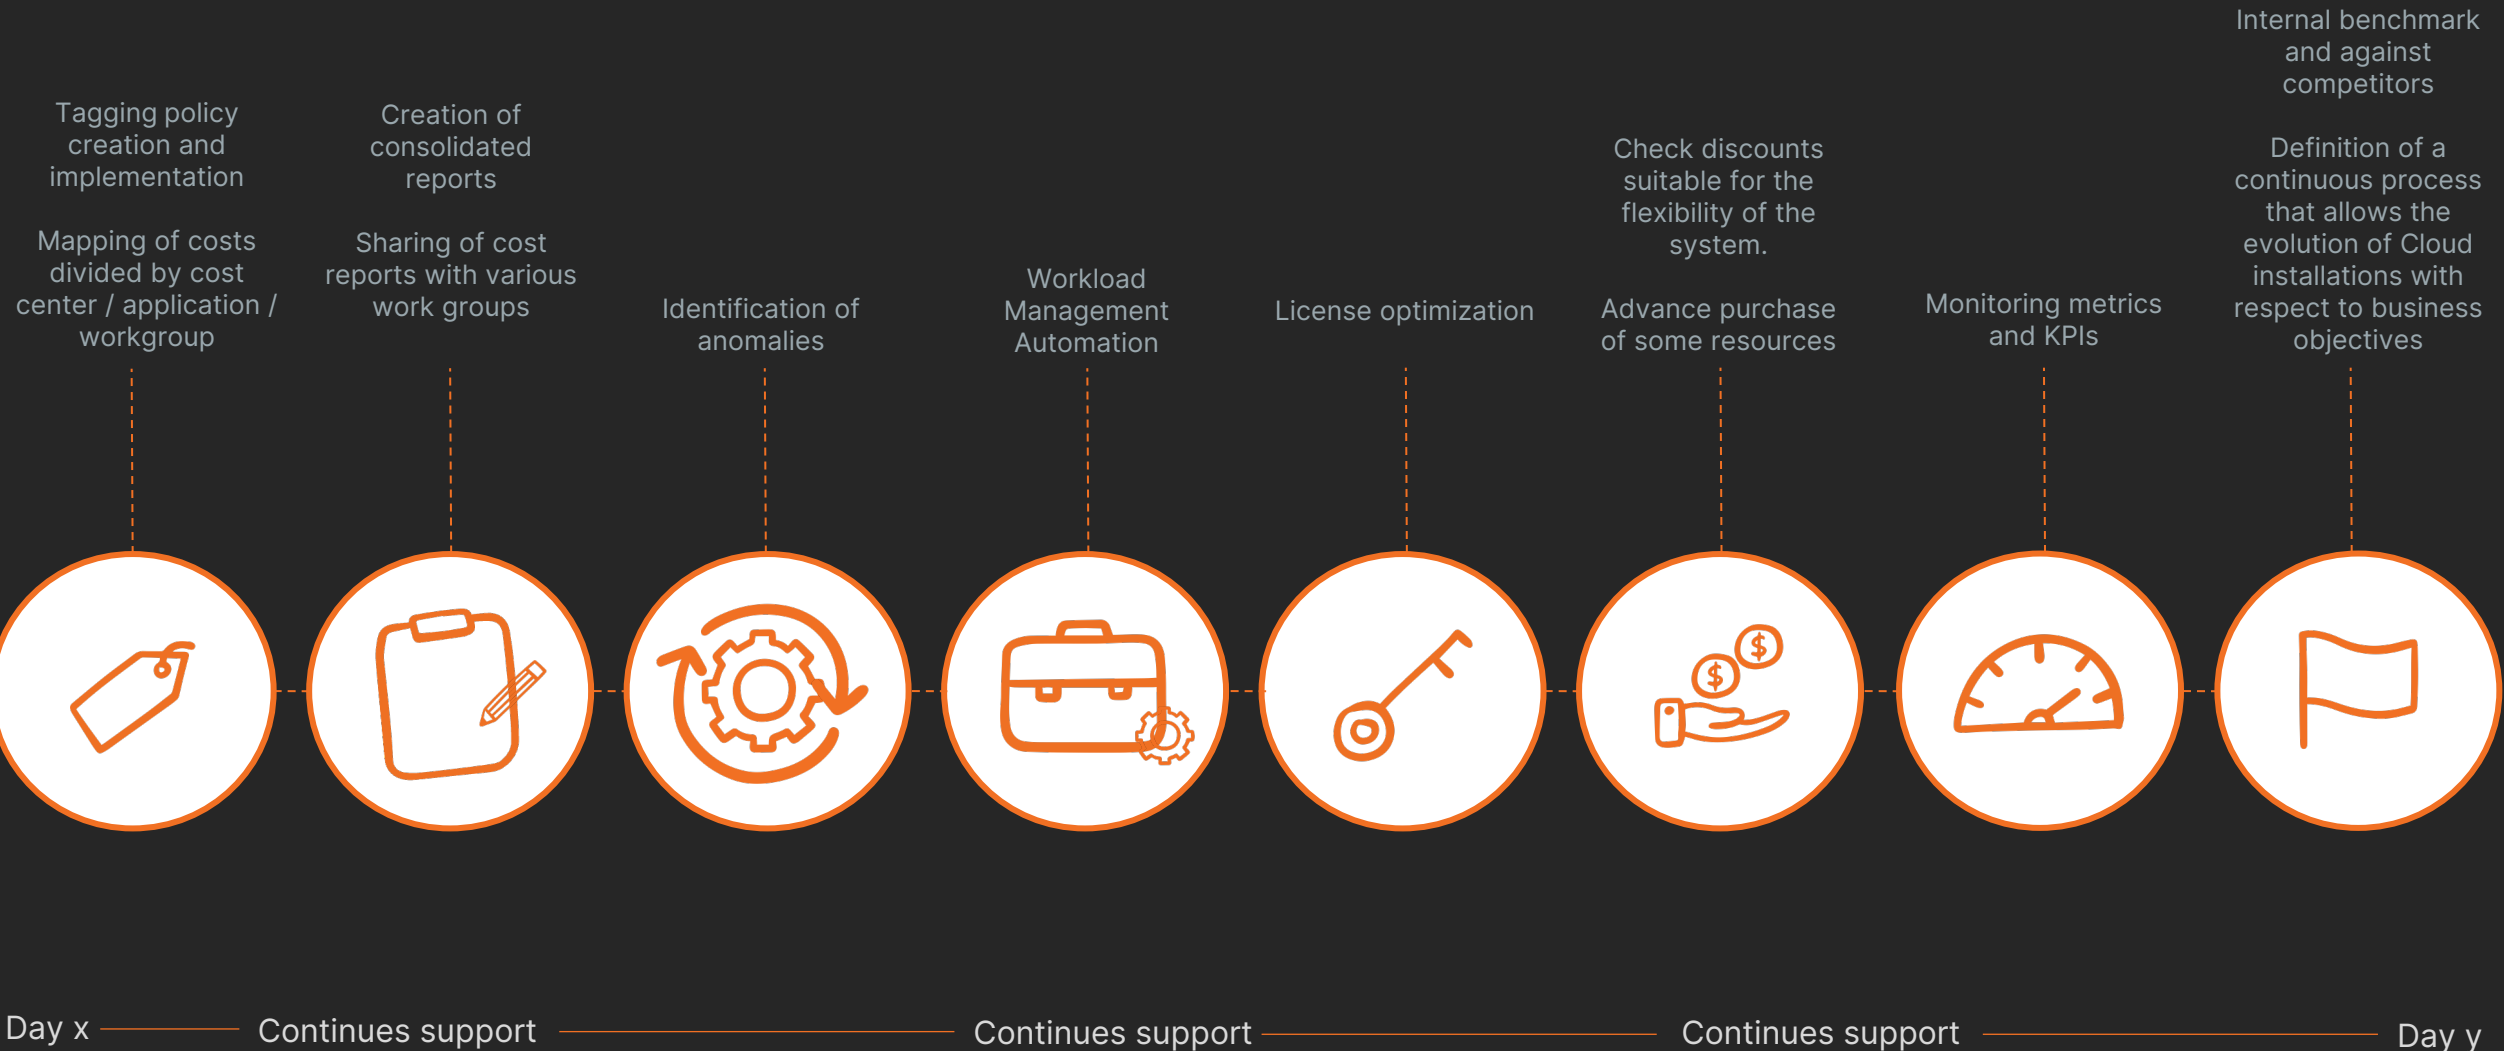 Tagging policy
creation and
implementation
Mapping of costs
divided by cost
center / application /
workgroup
Creation of
consolidated
reports
Sharing of cost
reports with various
work groups
Identification of
anomalies
Workload
Management
Automation
License optimization
Check discounts
suitable for the
flexibility of the
system.
Advance purchase
of some resources
Monitoring metrics
and KPIs
Internal benchmark
and against
competitors
Definition of a
continuous process
that allows the
evolution of Cloud
installations with
respect to business
objectives
$
$
Day x
Continues support
Continues support
Continues support
Day y